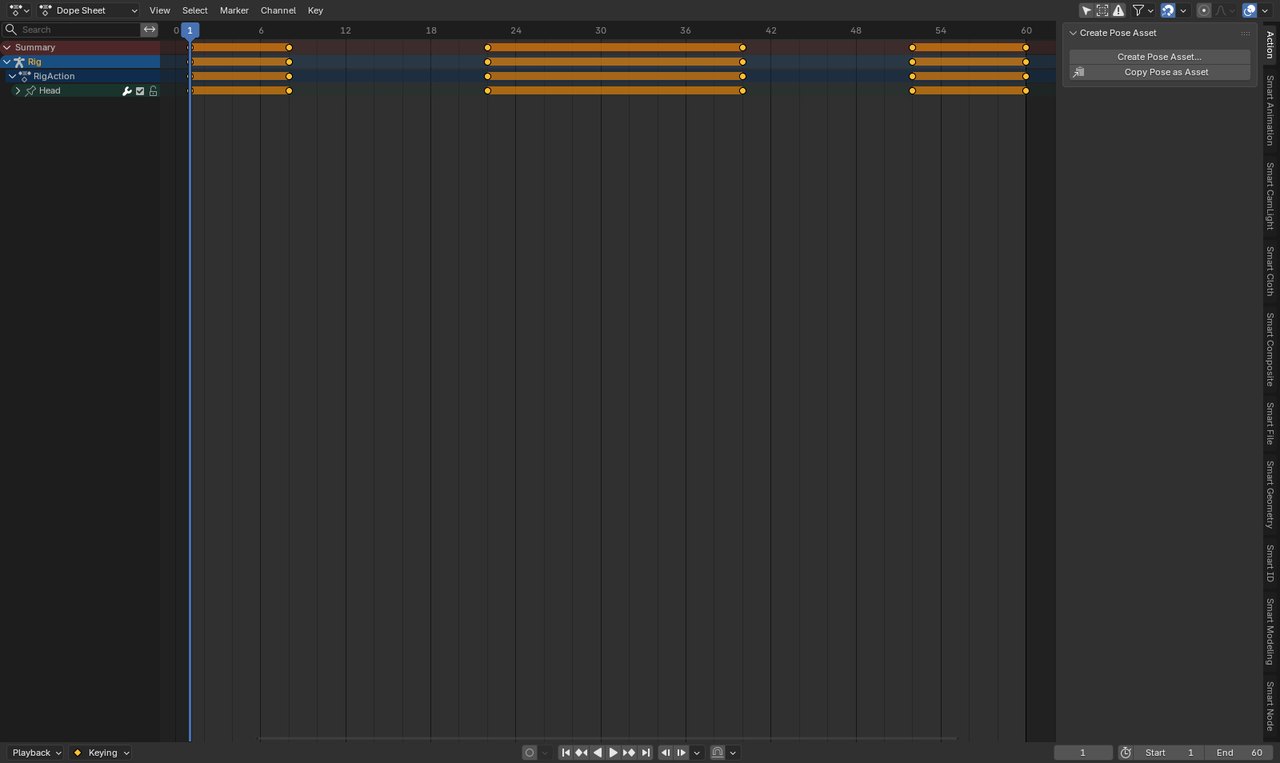 Dope Sheet View Select Marker Channel Key
Search 0 1 6 12 18 24 30 36 42 48 54 60
Summary
Rig
RigAction
Head
Create Pose Asset
Create Pose Asset...
Copy Pose as Asset
Action
Smart Animation
Smart CamLight
Smart Cloth
Smart Composite
Smart File
Smart Geometry
Smart ID
Smart Modeling
Smart Node
Playback Keying 1 Start 1 End 60